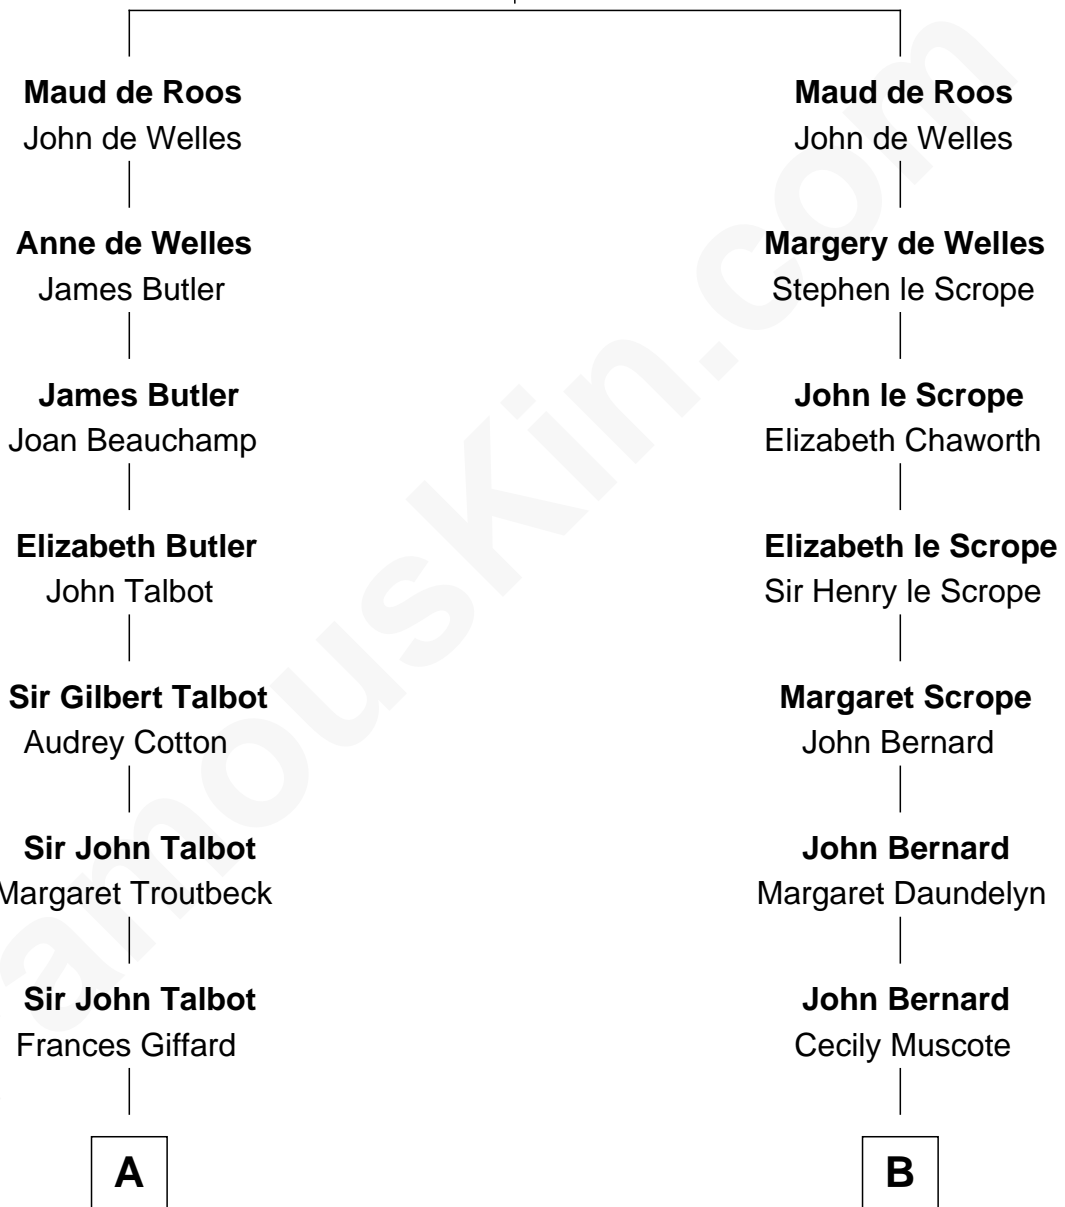 Maud de Roos
John de Welles
Maud de Roos
John de Welles
Anne de Welles
James Butler
Margery de Welles
Stephen le Scrope
James Butler
Joan Beauchamp
John le Scrope
Elizabeth Chaworth
Elizabeth Butler
John Talbot
Elizabeth le Scrope
Sir Henry le Scrope
Sir Gilbert Talbot
Audrey Cotton
Margaret Scrope
John Bernard
Sir John Talbot
Margaret Troutbeck
John Bernard
Margaret Daundelyn
Sir John Talbot
Frances Giffard
John Bernard
Cecily Muscote
A
B
amousKin.com